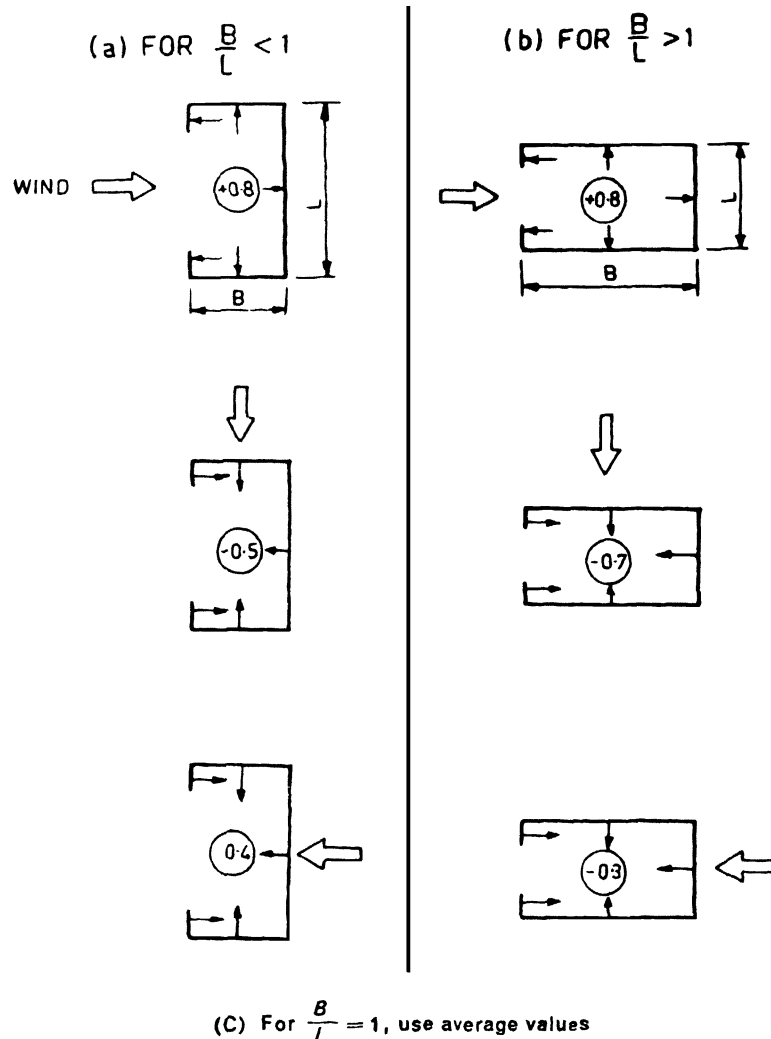 (a) FOR B/L < 1
WIND
+0.8
L
B
-0.5
0.4
(b) FOR B/L > 1
+0.8
L
B
-0.7
-0.3
(C) For B/L = 1, use average values